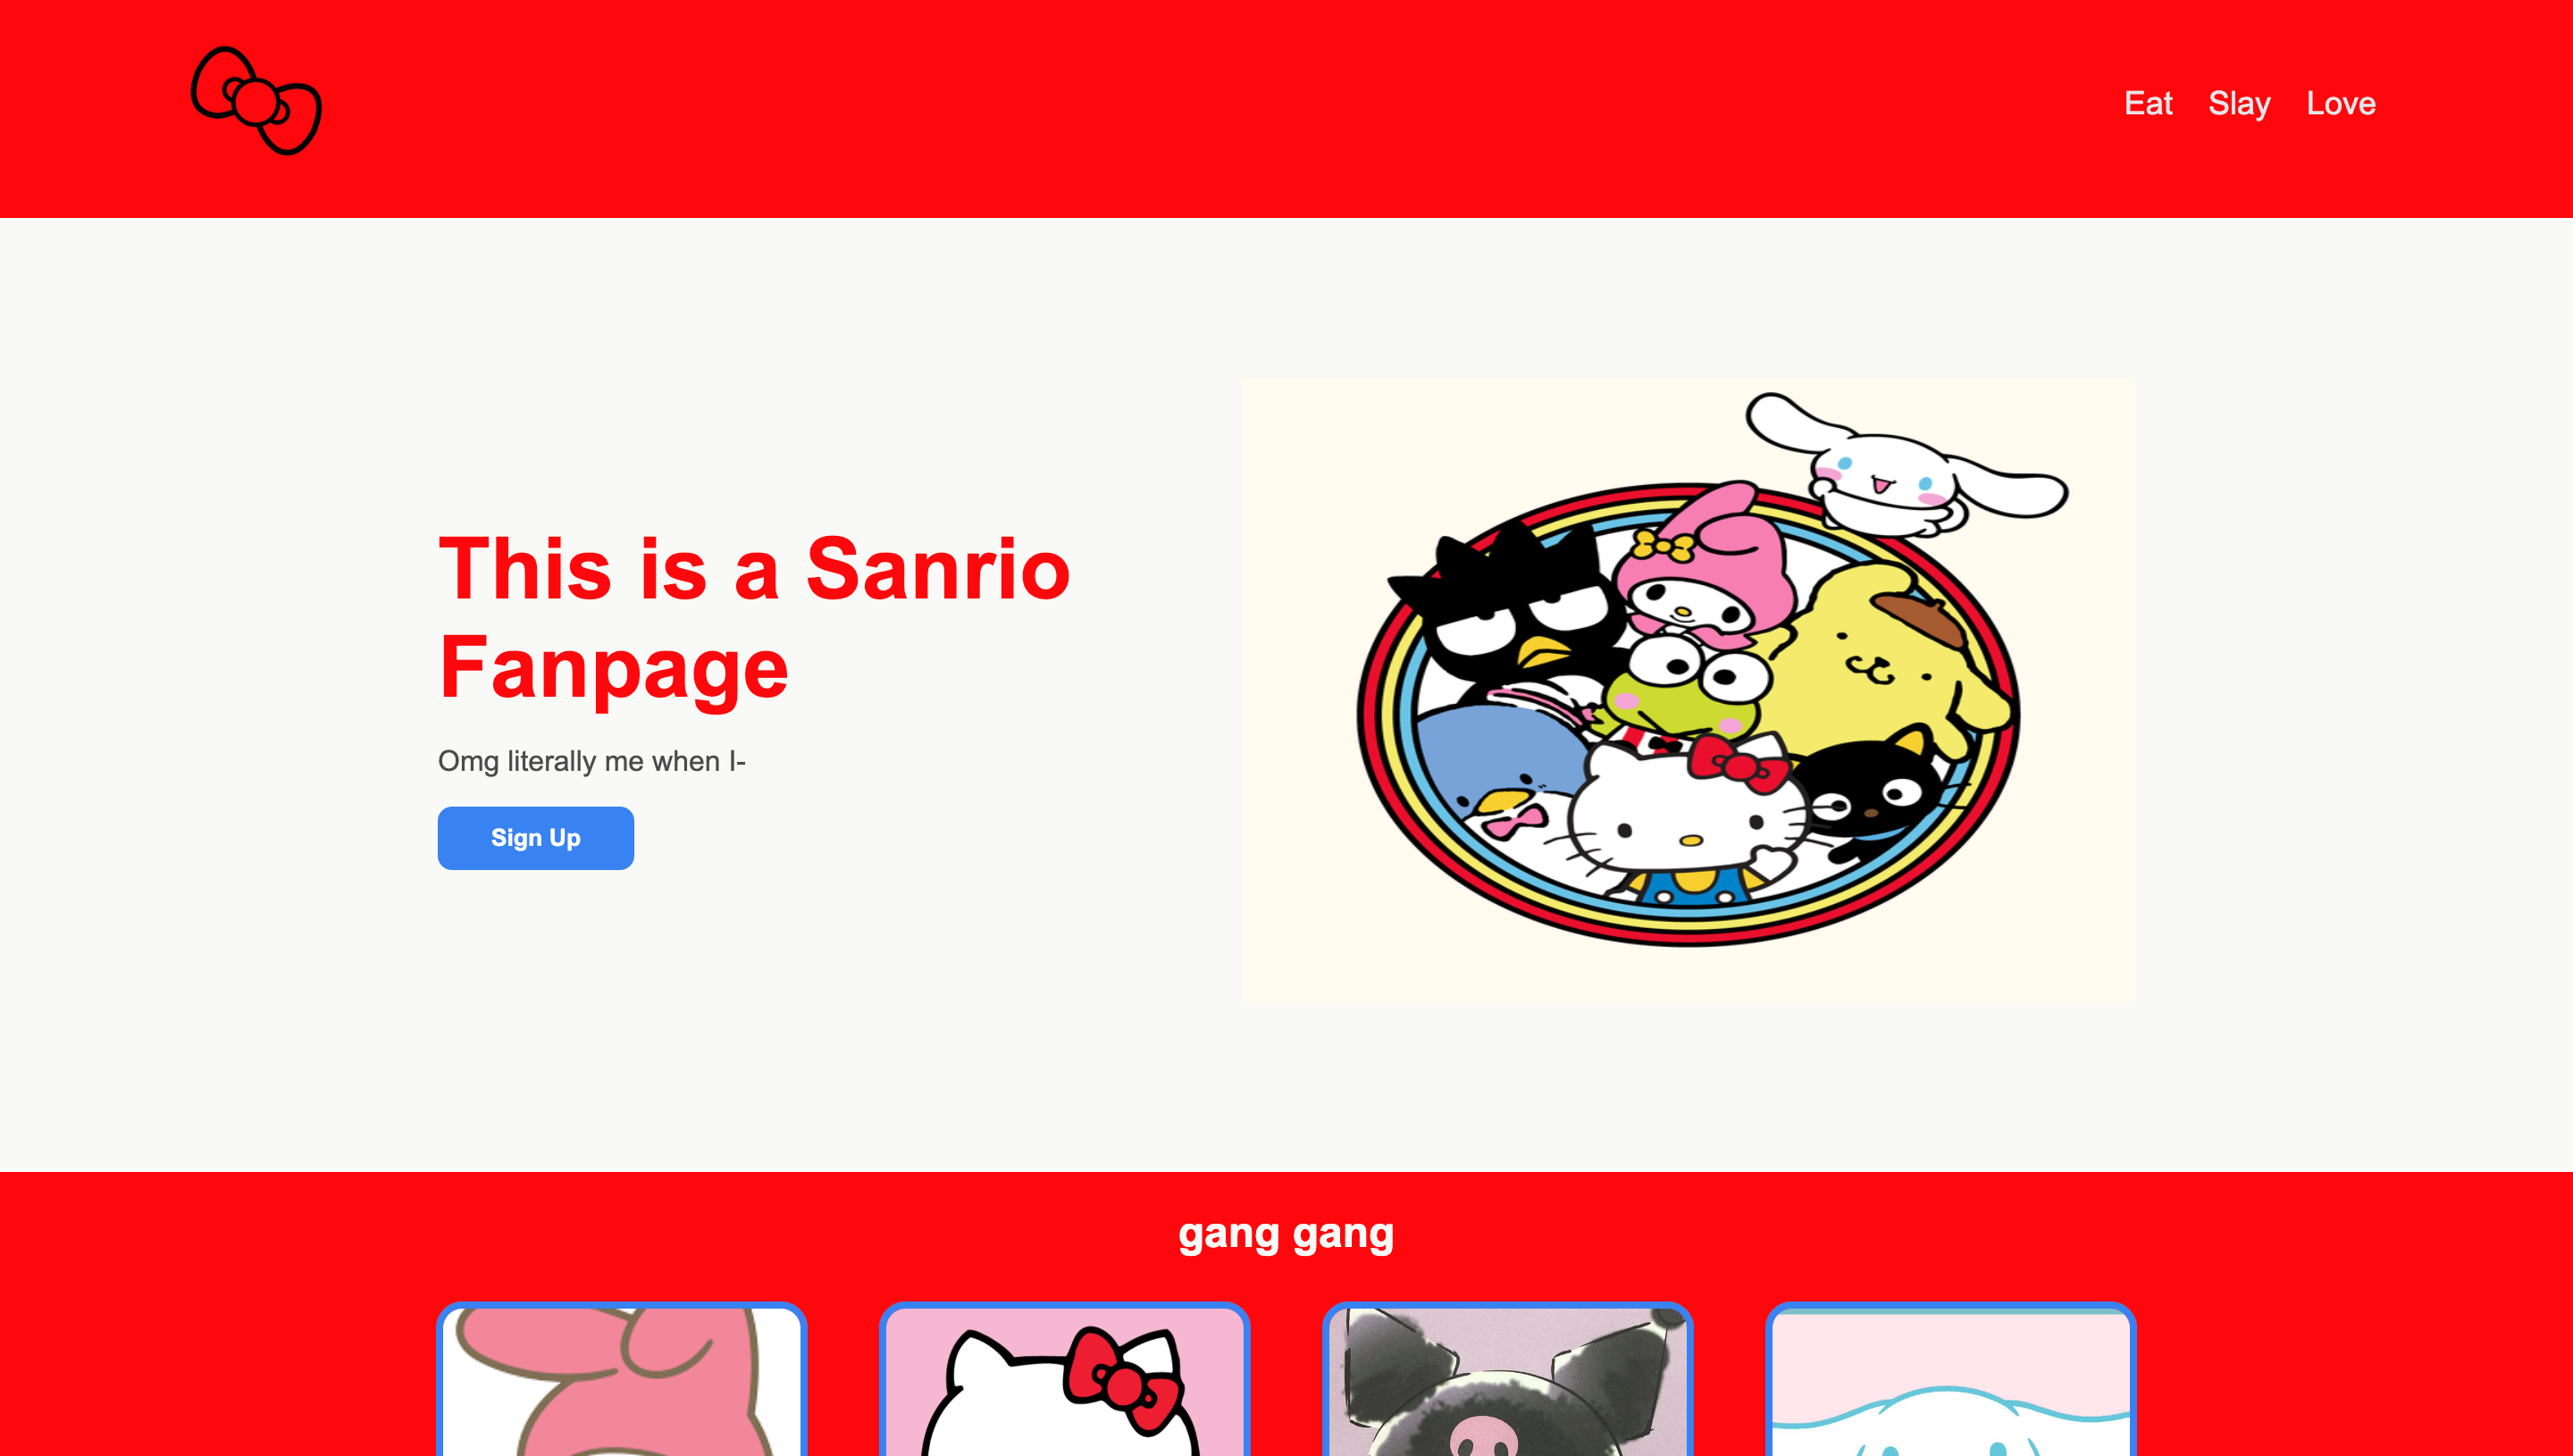 Eat Slay Love
This is a Sanrio
Fanpage
Omg literally me when I-
Sign Up
gang gang